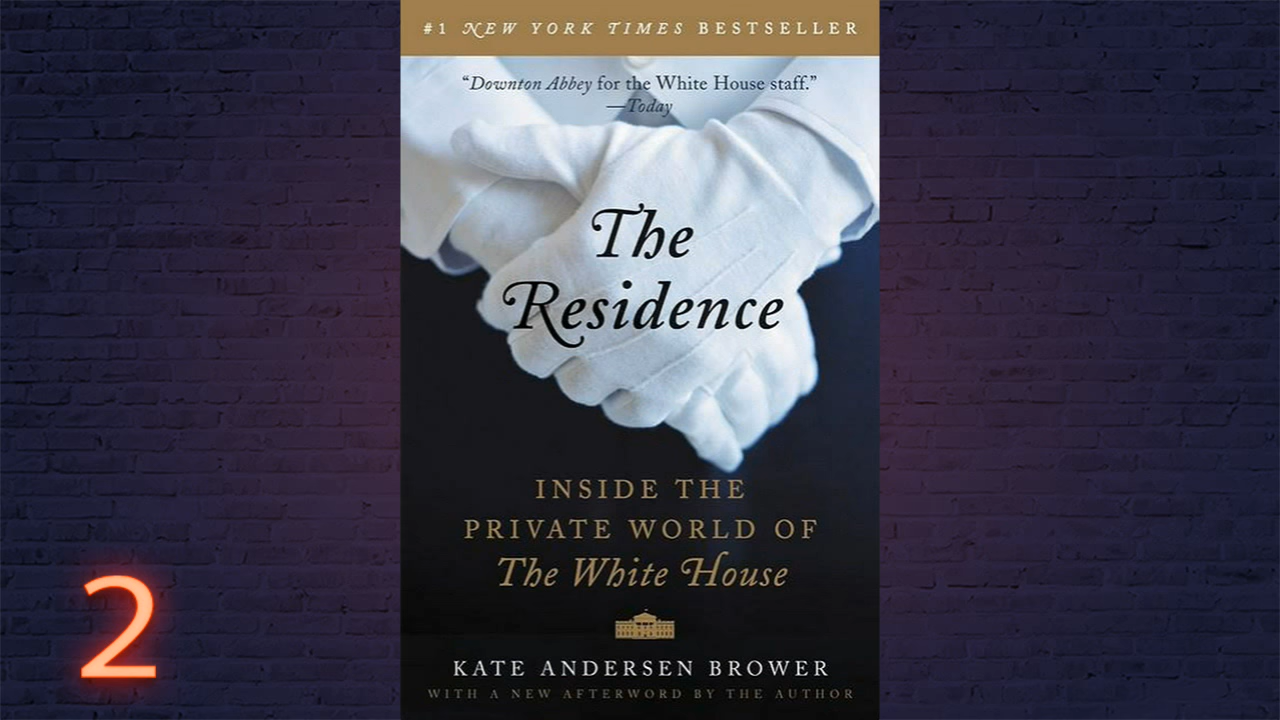 #1 NEW YORK TIMES BESTSELLER
“Downton Abbey for the White House staff.”
—Today
The
Residence
INSIDE THE
PRIVATE WORLD OF
The White House
KATE ANDERSEN BROWER
WITH A NEW AFTERWORD BY THE AUTHOR
2